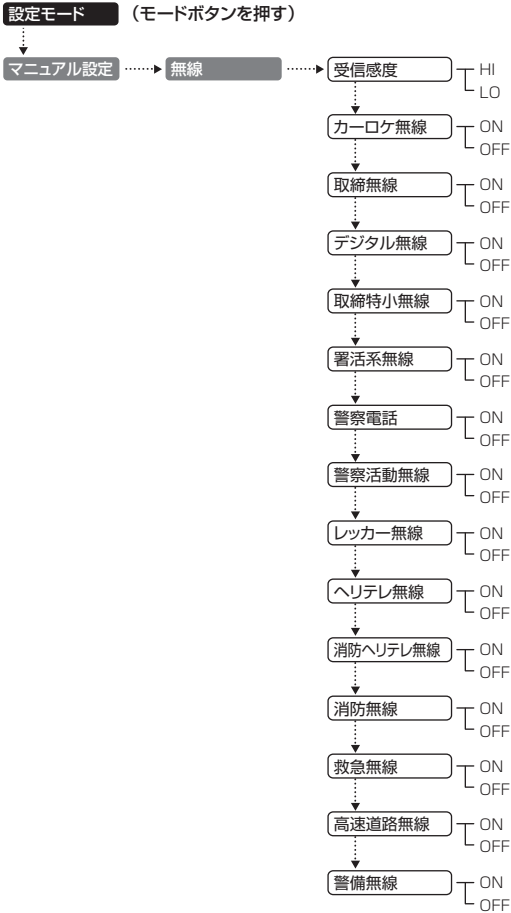 設定モード （モードボタンを押す）
マニュアル設定 無線 受信感度 HI
LO
カーロケ無線 ON
OFF
取締無線 ON
OFF
デジタル無線 ON
OFF
取締特小無線 ON
OFF
署活系無線 ON
OFF
警察電話 ON
OFF
警察活動無線 ON
OFF
レッカー無線 ON
OFF
ヘリテレ無線 ON
OFF
消防ヘリテレ無線 ON
OFF
消防無線 ON
OFF
救急無線 ON
OFF
高速道路無線 ON
OFF
警備無線 ON
OFF